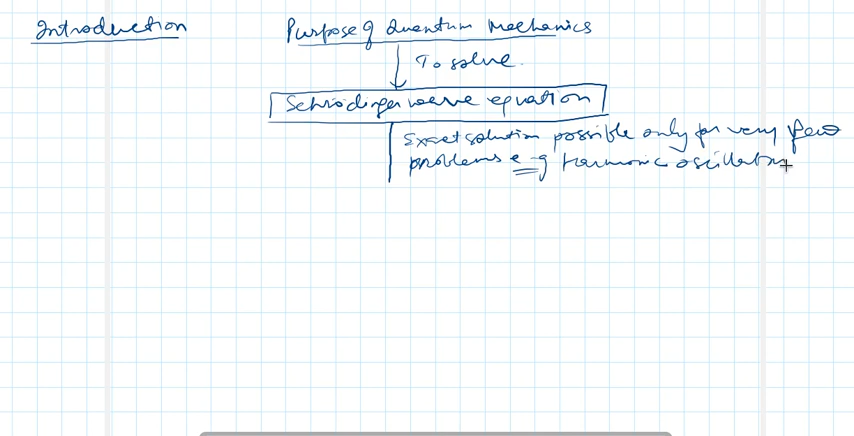 Introduction
Purpose of Quantum Mechanics
To solve.
Schrodinger wave equation
Exact solution possible only for very few
problems e.g Harmonic oscillator